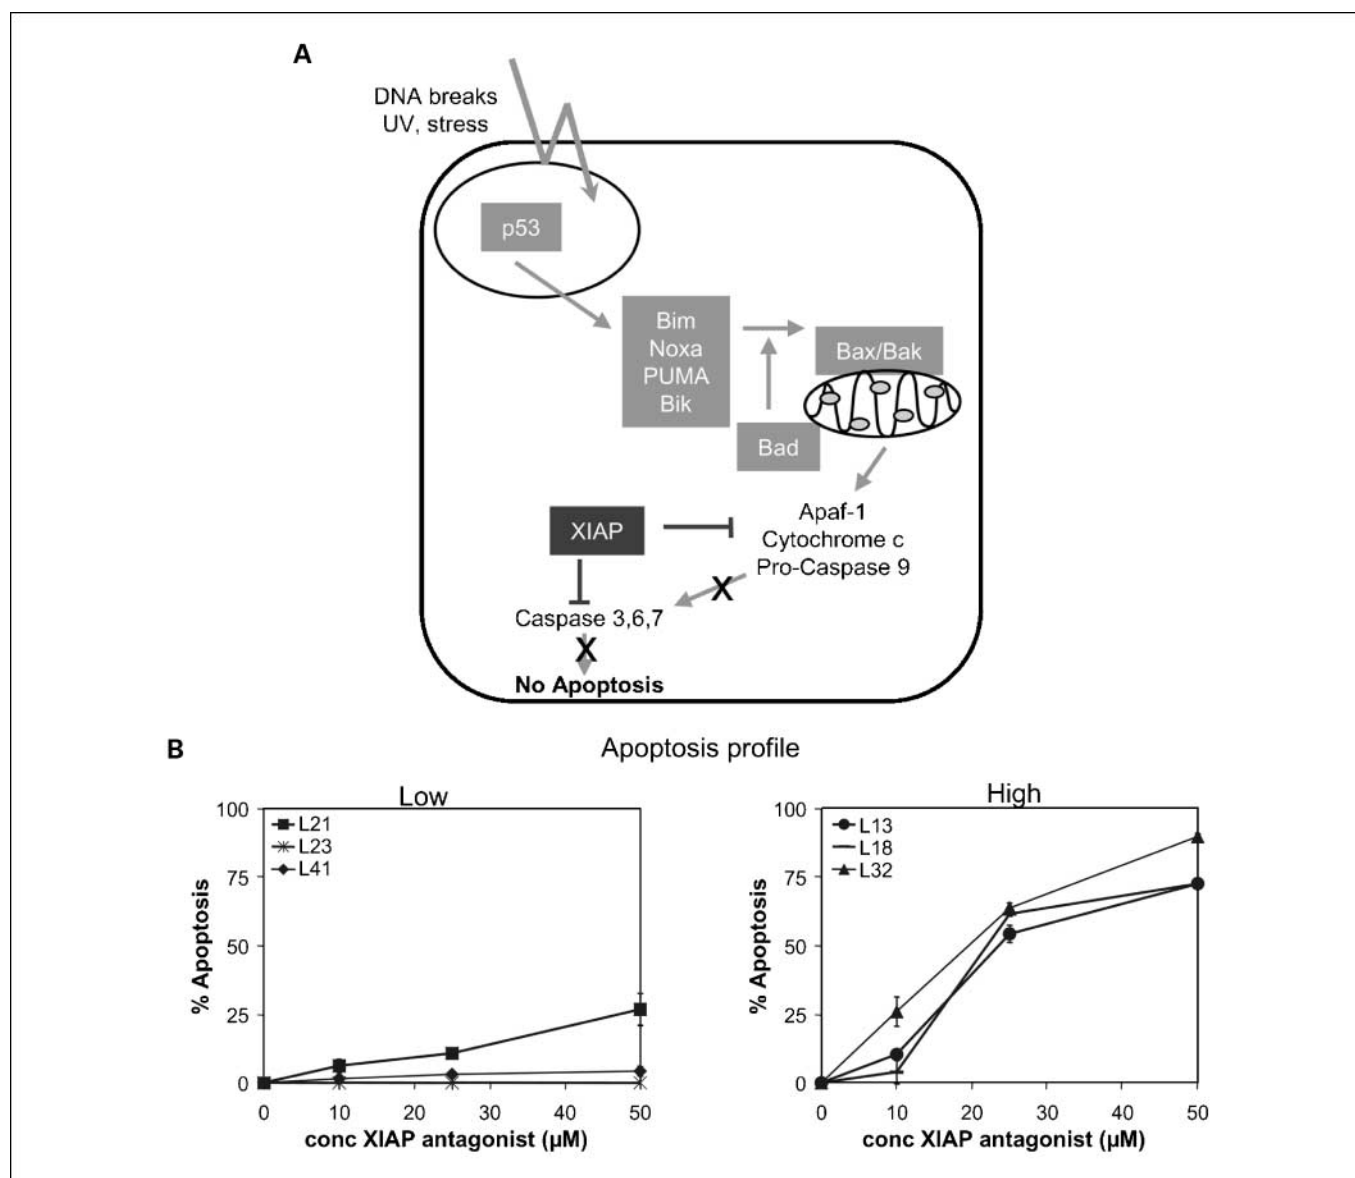 A
DNA breaks
UV, stress
p53
Bim
Noxa
PUMA
Bik
Bax/Bak
Bad
XIAP
Apaf-1
Cytochrome c
Pro-Caspase 9
X
Caspase 3,6,7
X
No Apoptosis
B
Apoptosis profile
Low
100
75
50
25
0
% Apoptosis
L21
L23
L41
0 10 20 30 40 50
conc XIAP antagonist (µM)
High
100
75
50
25
0
% Apoptosis
L13
L18
L32
0 10 20 30 40 50
conc XIAP antagonist (µM)